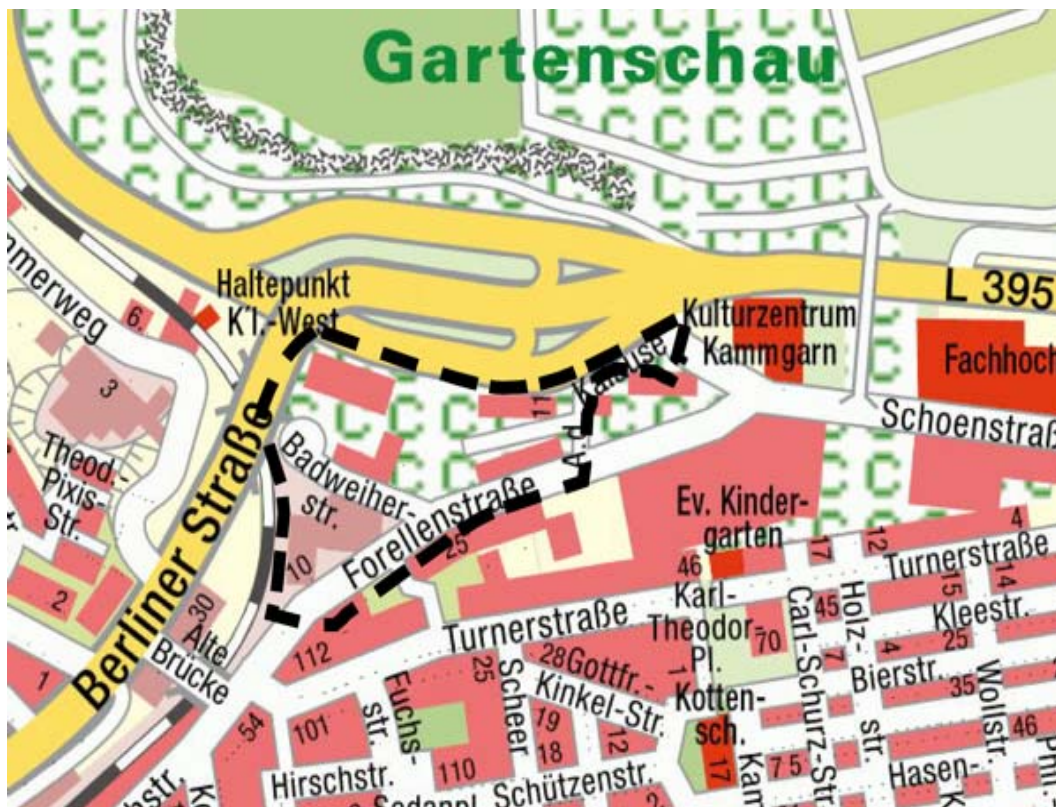 Gartenschau
Haltepunkt
K'l.-West
L 395
Kulturzentrum
Kammgarn
Fachhoch
6.
3
Klause
11
A.d.
Schoenstraß
Theod.-
Pixis-
Str.
Badweiher-
str.
Forellenstraße
25
10
Berliner Straße
Ev. Kinder-
garten
46
17
12
4
Turnerstraße
Karl-
Theodor-
Pl.
70
45
Holz-
str
15
14
Kleestr.
25
2
30
Alte
Brücke
112
Turnerstraße
25
28
Gottfr.-
Kinkel-Str.
1
7
4
Bierstr.
35
Carl-Schurz-Str
Wollstr.
Kotten-
sch.
17
1
54
101
Fuchs-
str.
Scheer
19
18
12
46
110
7 5
Hirschstr.
Schützenstr.
Hasen-